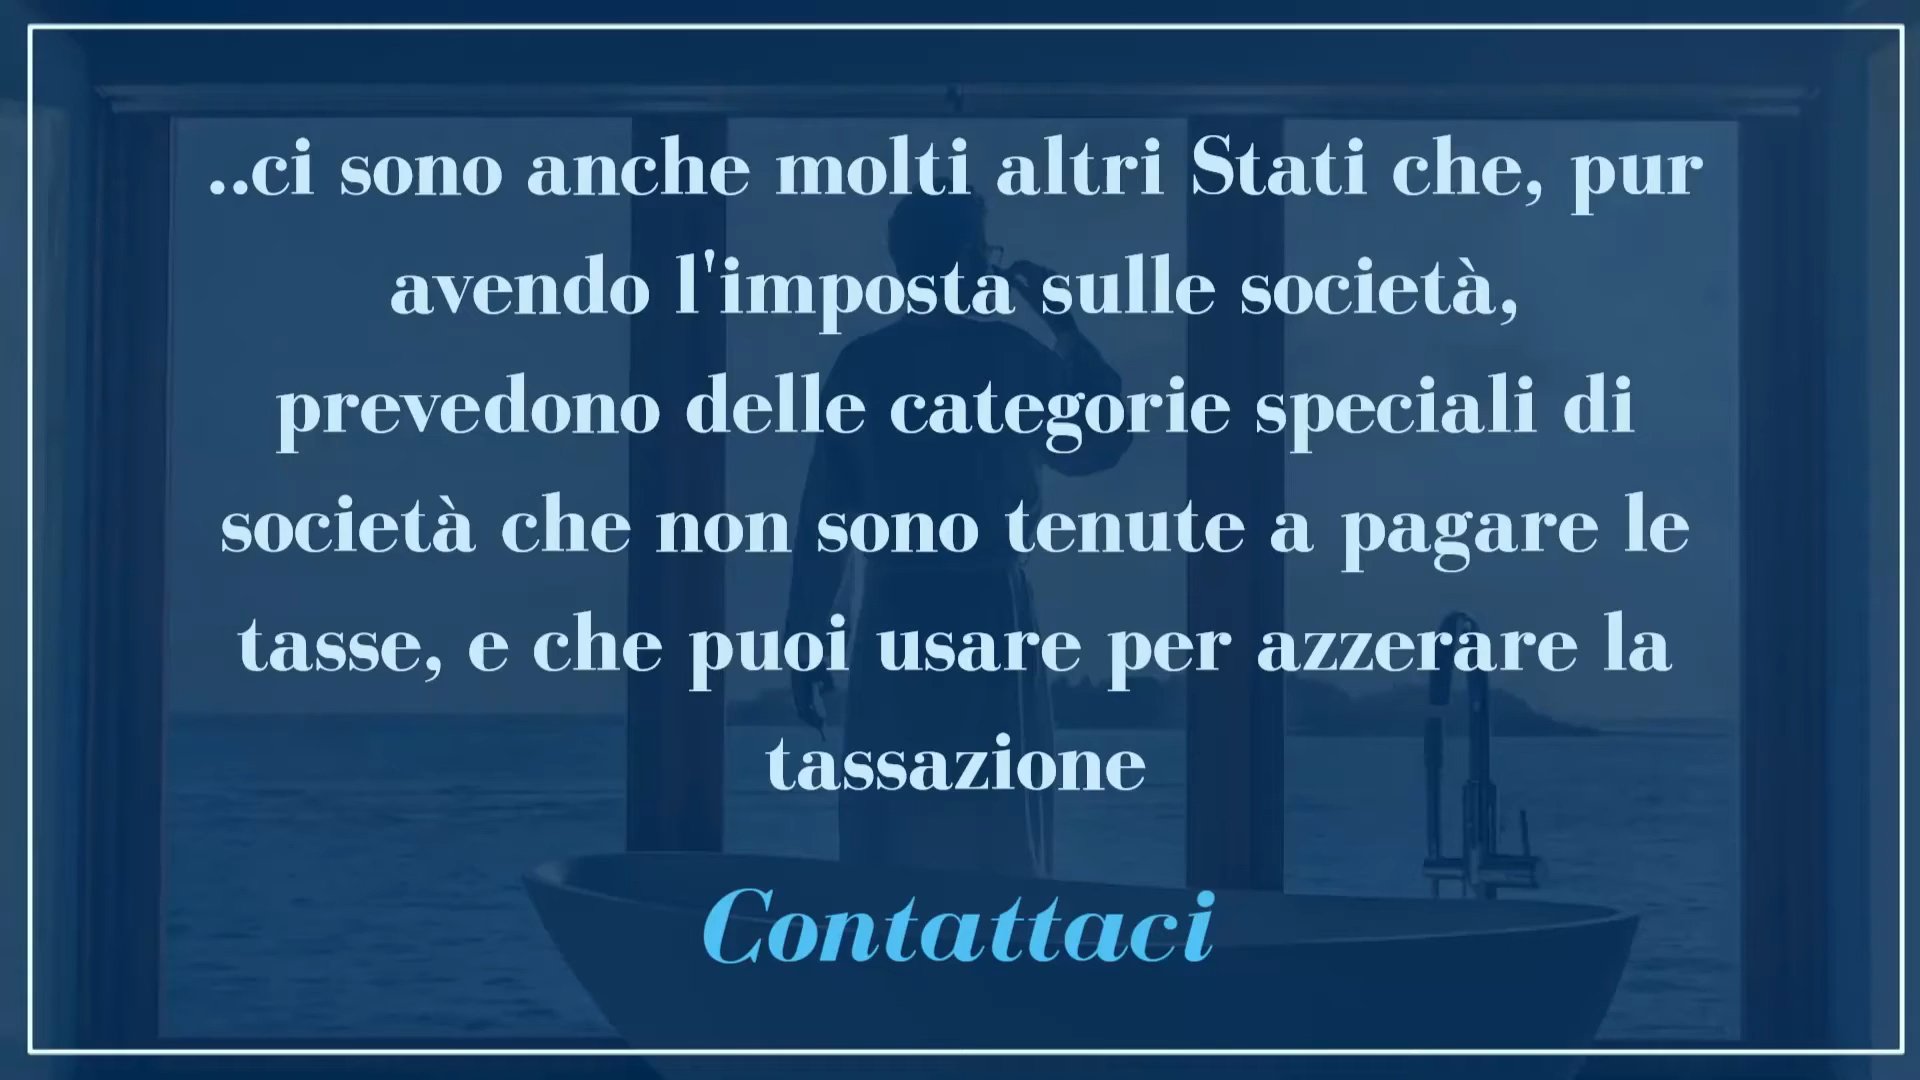 ..ci sono anche molti altri Stati che, pur
avendo l'imposta sulle società,
prevedono delle categorie speciali di
società che non sono tenute a pagare le
tasse, e che puoi usare per azzerare la
tassazione
Contattaci